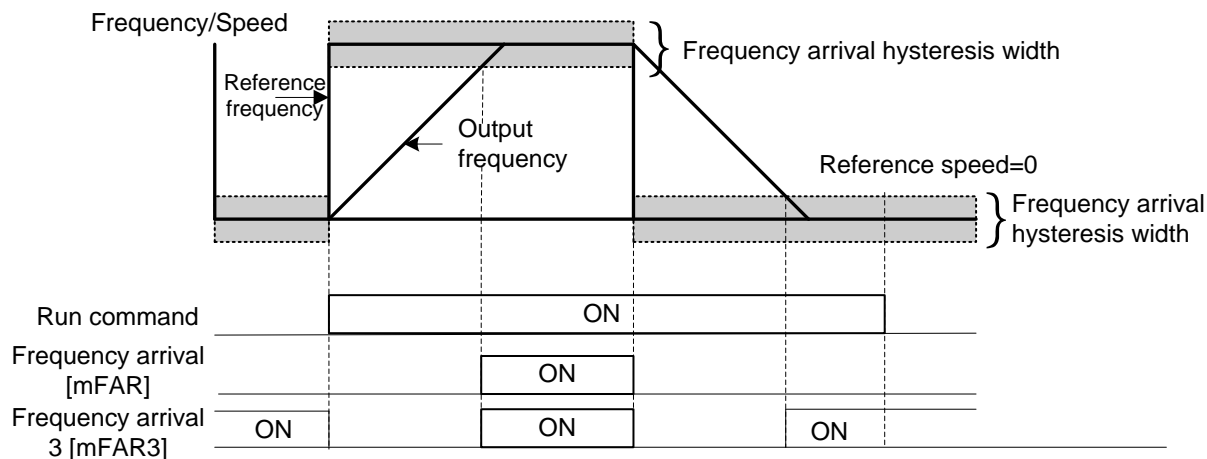 Frequency/Speed
Frequency arrival hysteresis width
Reference
frequency
Output
frequency
Reference speed=0
Frequency arrival
hysteresis width
Run command
ON
Frequency arrival
[mFAR]
ON
Frequency arrival
3 [mFAR3]
ON
ON
ON